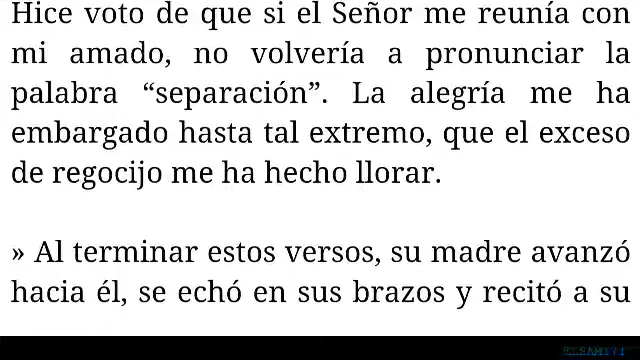 Hice voto de que si el Señor me reunía con
mi amado, no volvería a pronunciar la
palabra “separación”. La alegría me ha
embargado hasta tal extremo, que el exceso
de regocijo me ha hecho llorar.
» Al terminar estos versos, su madre avanzó
hacia él, se echó en sus brazos y recitó a su